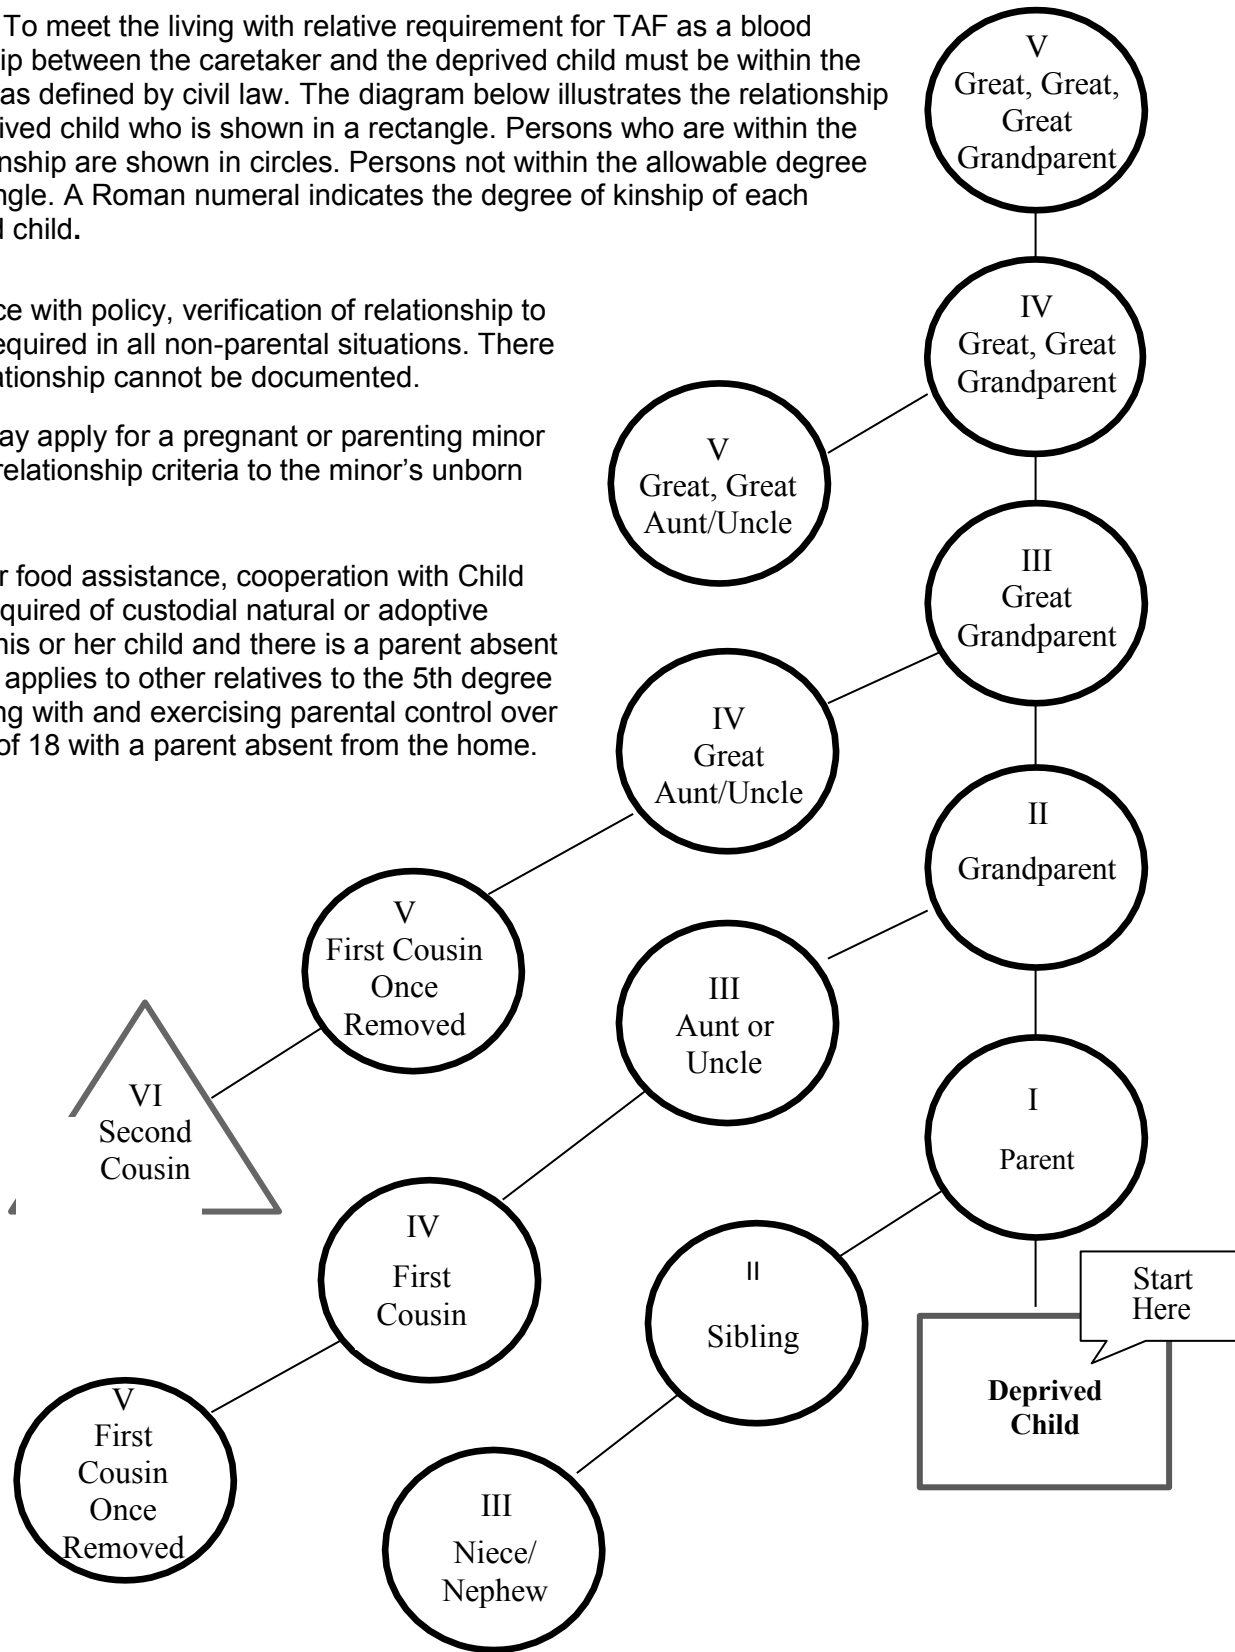 To meet the living with relative requirement for TAF as a blood
ip between the caretaker and the deprived child must be within the
as defined by civil law. The diagram below illustrates the relationship
rived child who is shown in a rectangle. Persons who are within the
nship are shown in circles. Persons not within the allowable degree
ngle. A Roman numeral indicates the degree of kinship of each
d child.
ce with policy, verification of relationship to
equired in all non-parental situations. There
ationship cannot be documented.
ay apply for a pregnant or parenting minor
relationship criteria to the minor's unborn
r food assistance, cooperation with Child
quired of custodial natural or adoptive
his or her child and there is a parent absent
applies to other relatives to the 5th degree
ng with and exercising parental control over
of 18 with a parent absent from the home.
V
Great, Great,
Great
Grandparent
IV
Great, Great
Grandparent
V
Great, Great
Aunt/Uncle
III
Great
Grandparent
IV
Great
Aunt/Uncle
II
Grandparent
V
First Cousin
Once
Removed
III
Aunt or
Uncle
VI
Second
Cousin
I
Parent
IV
First
Cousin
II
Sibling
Start
Here
Deprived
Child
V
First
Cousin
Once
Removed
III
Niece/
Nephew